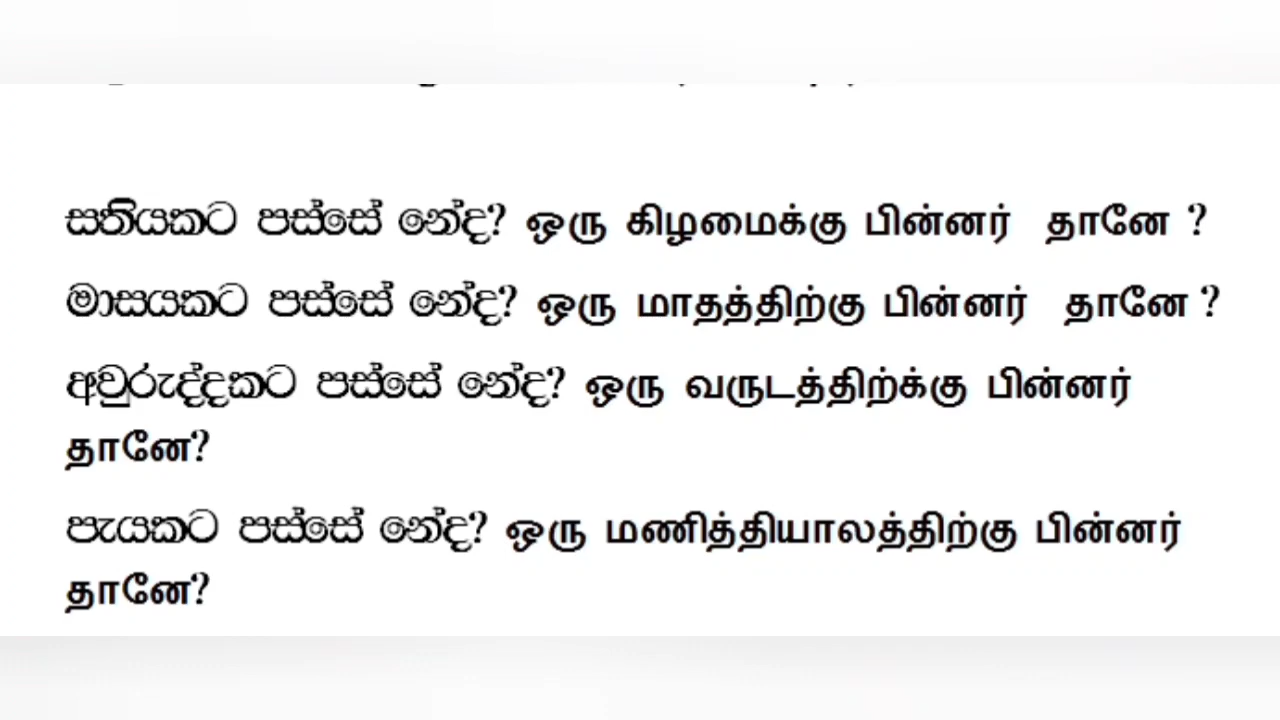 සතියකට පස්සේ නේද? ஒரு கிழமைக்கு பின்னர் தானே ?
මාසයකට පස්සේ නේද? ஒரு மாதத்திற்கு பின்னர் தானே ?
අවුරුද්දකට පස්සේ නේද? ஒரு வருடத்திற்க்கு பின்னர்
தானே?
පැයකට පස්සේ නේද? ஒரு மணித்தியாலத்திற்கு பின்னர்
தானே?